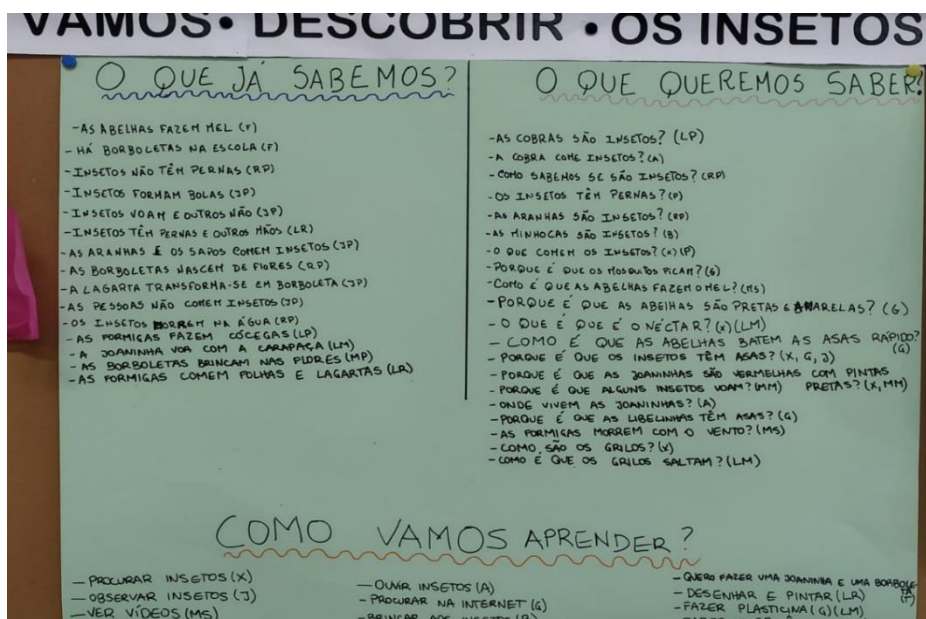 VAMOS • DESCOBRIR • OS INSETOS
O QUE JÁ SABEMOS?
- AS ABELHAS FAZEM MEL (F)
- HÁ BORBOLETAS NA ESCOLA (F)
- INSETOS NÃO TÊM PERNAS (RP)
- INSETOS FORMAM BOLAS (JP)
- INSETOS VOAM E OUTROS NÃO (JP)
- INSETOS TÊM PERNAS E OUTROS MÃOS (LR)
- AS ARANHAS E OS SAPOS COMEM INSETOS (JP)
- AS BORBOLETAS NASCEM DE FLORES (RP)
- A LAGARTA TRANSFORMA-SE EM BORBOLETA (JP)
- AS PESSOAS NÃO COMEM INSETOS (JP)
- OS INSETOS MORREM NA ÁGUA (RP)
- AS FORMIGAS FAZEM CÓCEGAS (LP)
- A JOANINHA VOA COM A CARAPAÇA (LM)
- AS BORBOLETAS BRINCAM NAS FLORES (MP)
- AS FORMIGAS COMEM FOLHAS E LAGARTAS (LR)
O QUE QUEREMOS SABER?
- AS COBRAS SÃO INSETOS? (LP)
- A COBRA COME INSETOS? (A)
- COMO SABEMOS SE SÃO INSETOS? (RP)
- OS INSETOS TÊM PERNAS? (P)
- AS ARANHAS SÃO INSETOS? (RP)
- AS MINHOCAS SÃO INSETOS? (B)
- O QUE COMEM OS INSETOS? (X) (P)
- PORQUE É QUE OS MOSQUITOS PICAM? (G)
- COMO É QUE AS ABELHAS FAZEM O MEL? (MS)
- PORQUE É QUE AS ABELHAS SÃO PRETAS E AMARELAS? (G)
- O QUE É QUE É O NÉCTAR? (X) (LM)
- COMO É QUE AS ABELHAS BATEM AS ASAS RÁPIDO? (G)
- PORQUE É QUE OS INSETOS TÊM ASAS? (X, G, J)
- PORQUE É QUE AS JOANINHAS SÃO VERMELHAS COM PINTAS PRETAS? (X, MM)
- PORQUE É QUE ALGUNS INSETOS VOAM? (MM)
- ONDE VIVEM AS JOANINHAS? (A)
- PORQUE É QUE AS LIBELINHAS TÊM ASAS? (G)
- AS FORMIGAS MORREM COM O VENTO? (MS)
- COMO SÃO OS GRILOS? (X)
- COMO É QUE OS GRILOS SALTAM? (LM)
COMO VAMOS APRENDER?
— PROCURAR INSETOS (X)
— OBSERVAR INSETOS (J)
— VER VÍDEOS (MS)
— OUVIR INSETOS (A)
- PROCURAR NA INTERNET (G)
- QUERO FAZER UMA JOANINHA E UMA BORBOLETA (F)
- DESENHAR E PINTAR (LR)
- FAZER PLASTICINA (G) (LM)